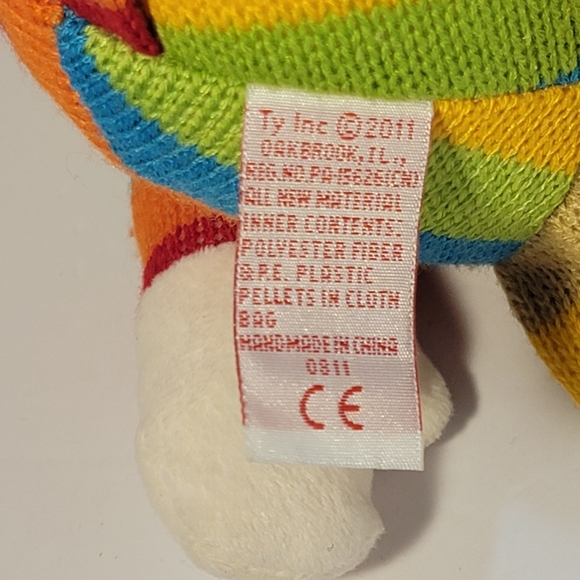 Ty Inc © 2011
OAKBROOK, IL.,
REG.NO.PA 15626(CN)
ALL NEW MATERIAL
INNER CONTENTS:
POLYESTER FIBER
@ P.E. PLASTIC
PELLETS IN CLOTH
BAG
HANDMADE IN CHINA
0811
CE